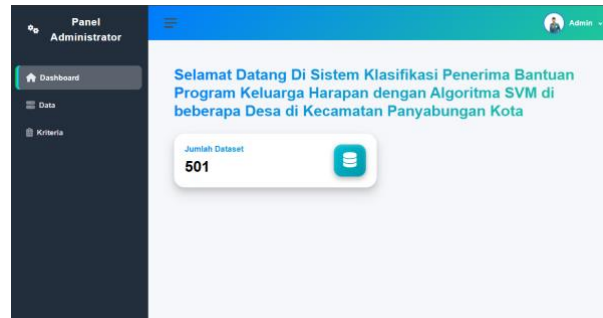 Panel
Administrator
Admin
Dashboard
Data
Kriteria
Selamat Datang Di Sistem Klasifikasi Penerima Bantuan
Program Keluarga Harapan dengan Algoritma SVM di
beberapa Desa di Kecamatan Panyabungan Kota
Jumlah Dataset
501